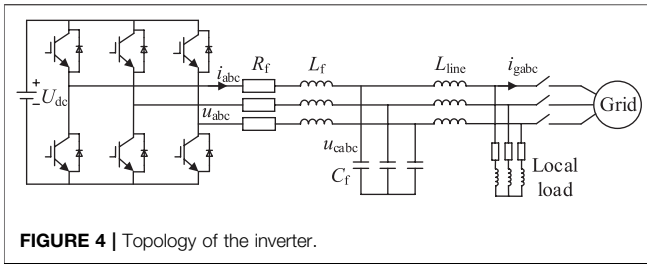 +
−
U_dc
i_abc
u_abc
R_f
L_f
u_cabc
C_f
L_line
i_gabc
Grid
Local
load
FIGURE 4 | Topology of the inverter.